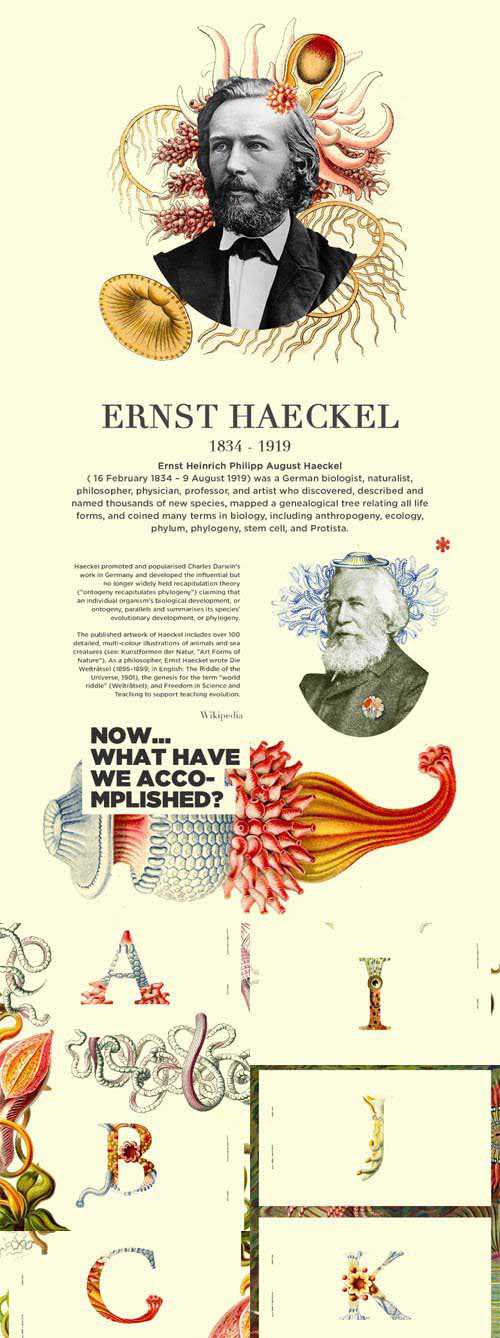 ERNST HAECKEL
1834 - 1919
Ernst Heinrich Philipp August Haeckel
( 16 February 1834 – 9 August 1919) was a German biologist, naturalist,
philosopher, physician, professor, and artist who discovered, described and
named thousands of new species, mapped a genealogical tree relating all life
forms, and coined many terms in biology, including anthropogeny, ecology,
phylum, phylogeny, stem cell, and Protista.
*
Haeckel promoted and popularised Charles Darwin's
work in Germany and developed the influential but
no longer widely held recapitulation theory
("ontogeny recapitulates phylogeny") claiming that
an individual organism's biological development, or
ontogeny, parallels and summarises its species'
evolutionary development, or phylogeny.
The published artwork of Haeckel includes over 100
detailed, multi-colour illustrations of animals and sea
creatures (see: Kunstformen der Natur, "Art Forms of
Nature"). As a philosopher, Ernst Haeckel wrote Die
Welträtsel (1895–1899; in English: The Riddle of the
Universe, 1901), the genesis for the term "world
riddle" (Welträtsel); and Freedom in Science and
Teaching to support teaching evolution.
Wikipedia
NOW...
WHAT HAVE
WE ACCO-
MPLISHED?
A
I
B
J
C
K